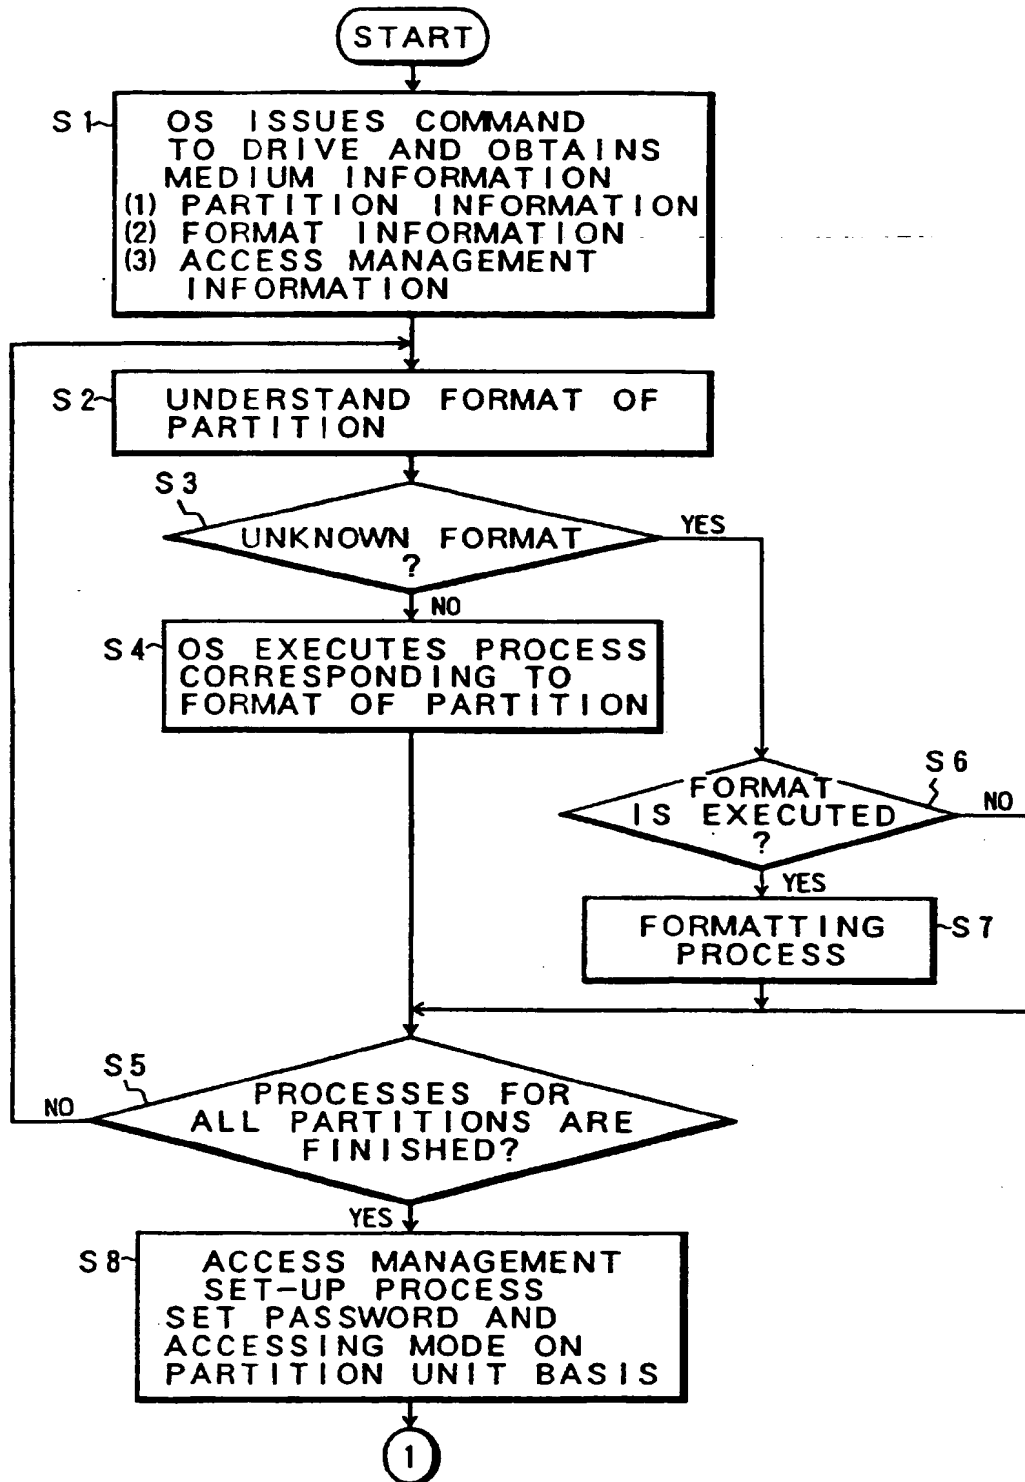 START
S1
OS ISSUES COMMAND
TO DRIVE AND OBTAINS
MEDIUM INFORMATION
(1) PARTITION INFORMATION
(2) FORMAT INFORMATION
(3) ACCESS MANAGEMENT
INFORMATION
S2
UNDERSTAND FORMAT OF
PARTITION
S3
UNKNOWN FORMAT
?
YES
NO
S4
OS EXECUTES PROCESS
CORRESPONDING TO
FORMAT OF PARTITION
S6
FORMAT
IS EXECUTED
?
NO
YES
FORMATTING
PROCESS
S7
S5
PROCESSES FOR
ALL PARTITIONS ARE
FINISHED?
NO
YES
S8
ACCESS MANAGEMENT
SET-UP PROCESS
SET PASSWORD AND
ACCESSING MODE ON
PARTITION UNIT BASIS
1